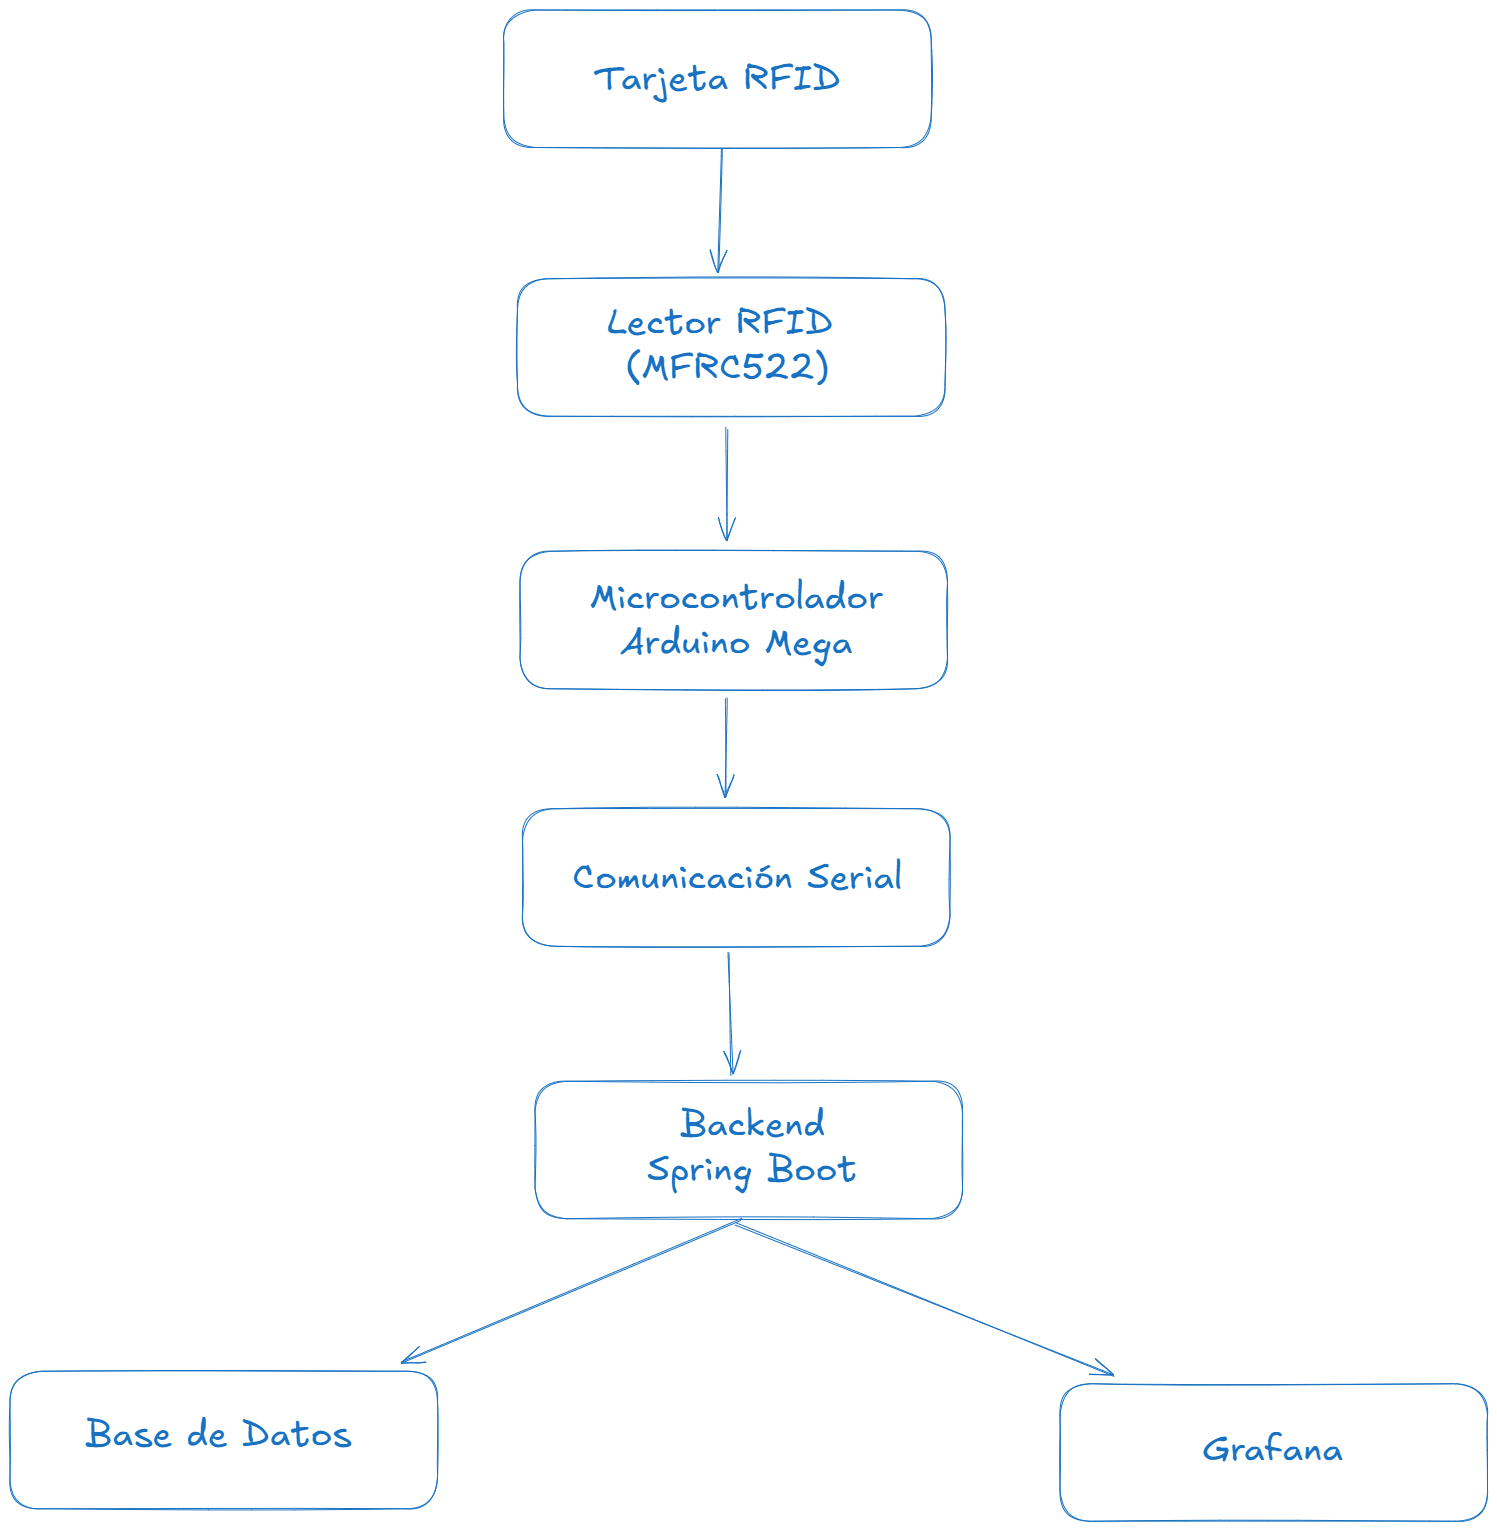 Tarjeta RFID
Lector RFID
(MFRC522)
Microcontrolador
Arduino Mega
Comunicación Serial
Backend
Spring Boot
Base de Datos
Grafana